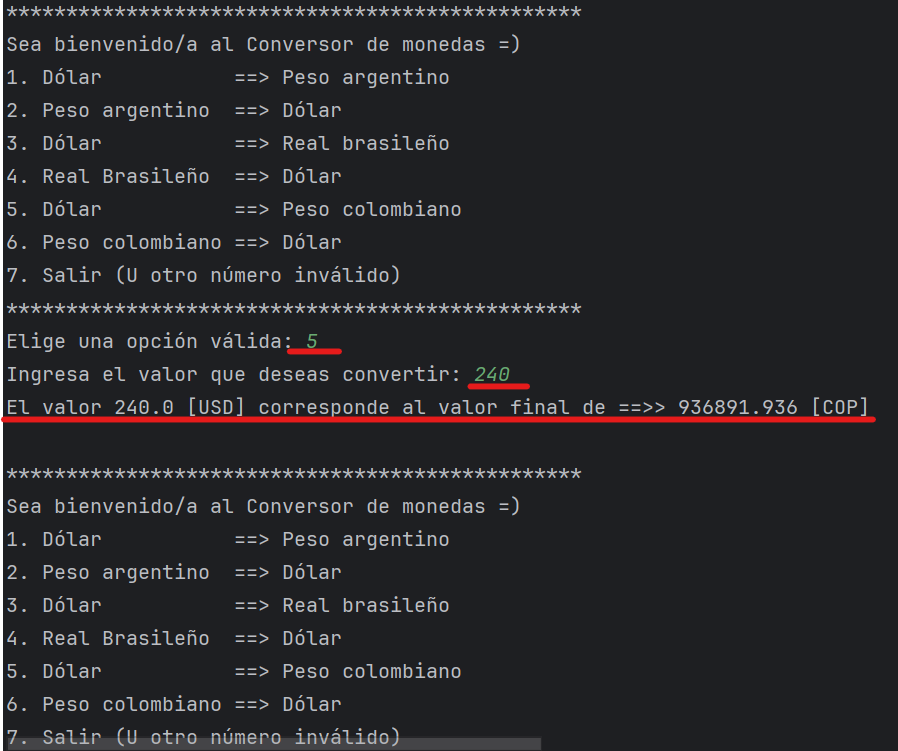 ************************************************
Sea bienvenido/a al Conversor de monedas =)
1. Dólar           ==> Peso argentino
2. Peso argentino  ==> Dólar
3. Dólar           ==> Real brasileño
4. Real Brasileño  ==> Dólar
5. Dólar           ==> Peso colombiano
6. Peso colombiano ==> Dólar
7. Salir (U otro número inválido)
************************************************
Elige una opción válida: 5
Ingresa el valor que deseas convertir: 240
El valor 240.0 [USD] corresponde al valor final de ==>> 936891.936 [COP]
************************************************
Sea bienvenido/a al Conversor de monedas =)
1. Dólar           ==> Peso argentino
2. Peso argentino  ==> Dólar
3. Dólar           ==> Real brasileño
4. Real Brasileño  ==> Dólar
5. Dólar           ==> Peso colombiano
6. Peso colombiano ==> Dólar
7. Salir (U otro número inválido)